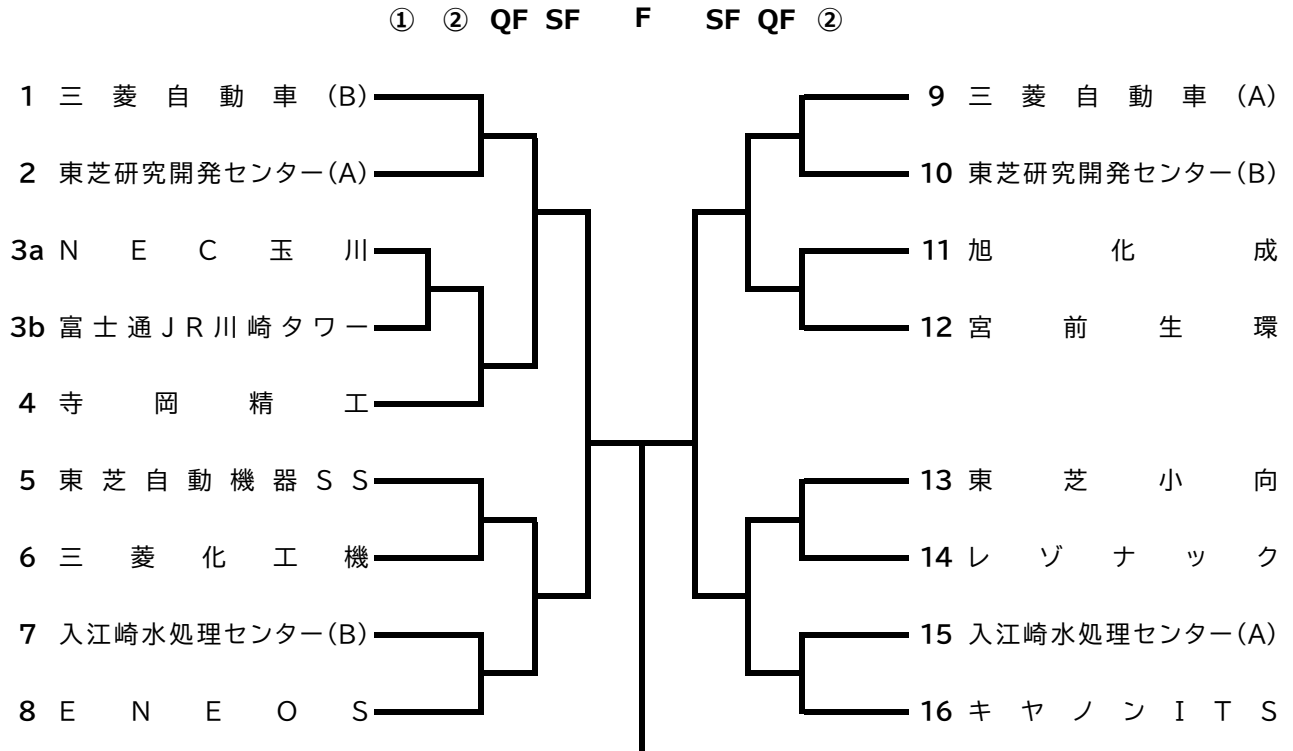 ① ② QF SF F SF QF ②
1 三菱自動車(B)
2 東芝研究開発センター(A)
3a NEC玉川
3b 富士通JR川崎タワー
4 寺岡精工
5 東芝自動機器SS
6 三菱化工機
7 入江崎水処理センター(B)
8 ENEOS
9 三菱自動車(A)
10 東芝研究開発センター(B)
11 旭化成
12 宮前生環
13 東芝小向
14 レゾナック
15 入江崎水処理センター(A)
16 キヤノンITS